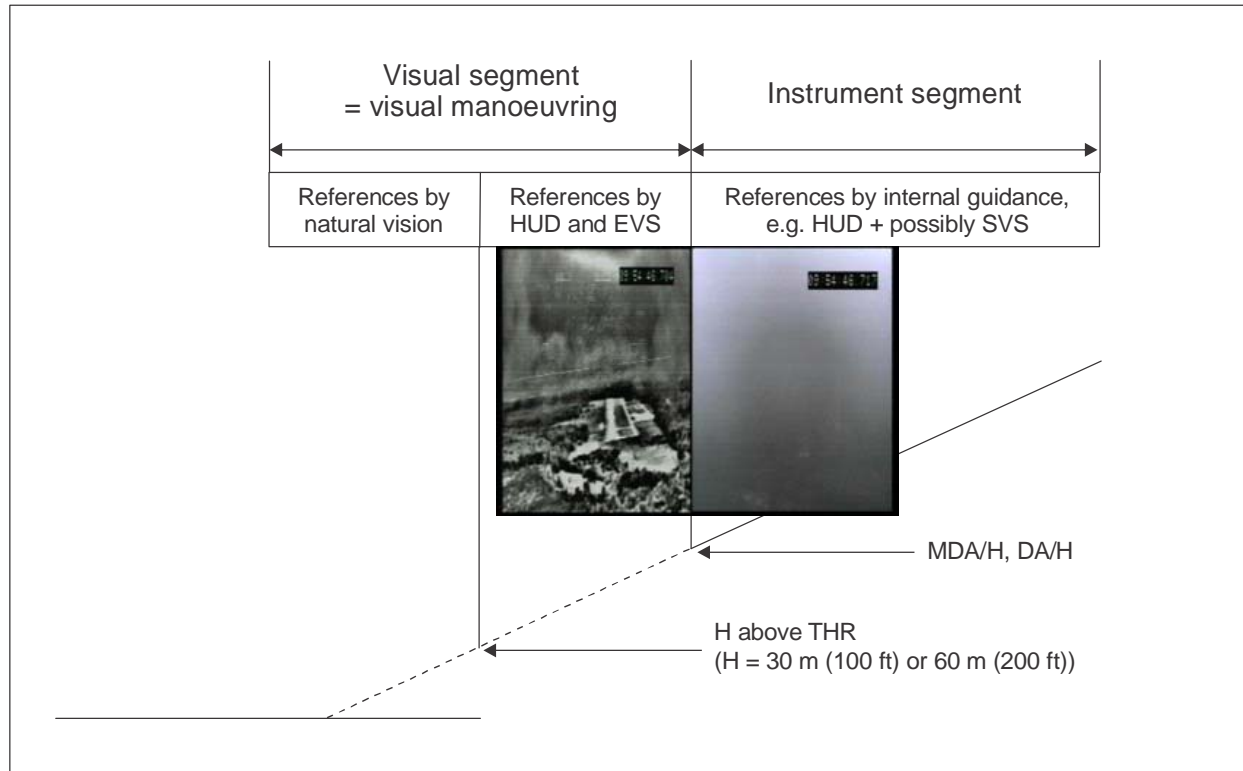 Visual segment
= visual manoeuvring
Instrument segment
References by
natural vision
References by
HUD and EVS
References by internal guidance,
e.g. HUD + possibly SVS
MDA/H, DA/H
H above THR
(H = 30 m (100 ft) or 60 m (200 ft))